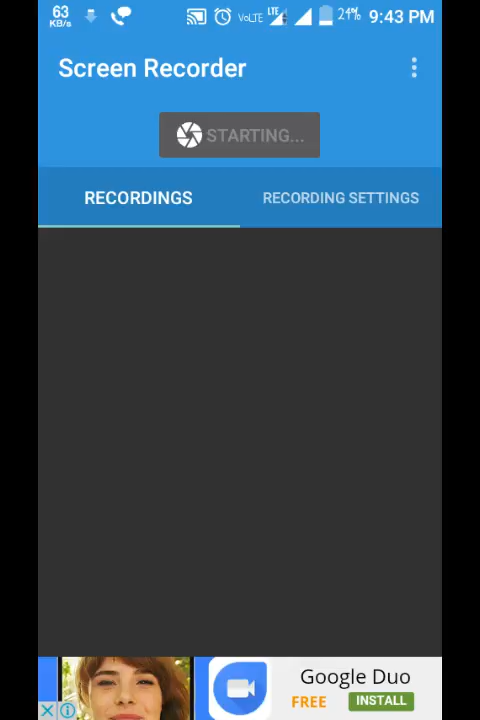 63
KB/s
VoLTE LTE 24% 9:43 PM
Screen Recorder
STARTING...
RECORDINGS
RECORDING SETTINGS
Google Duo
FREE
INSTALL